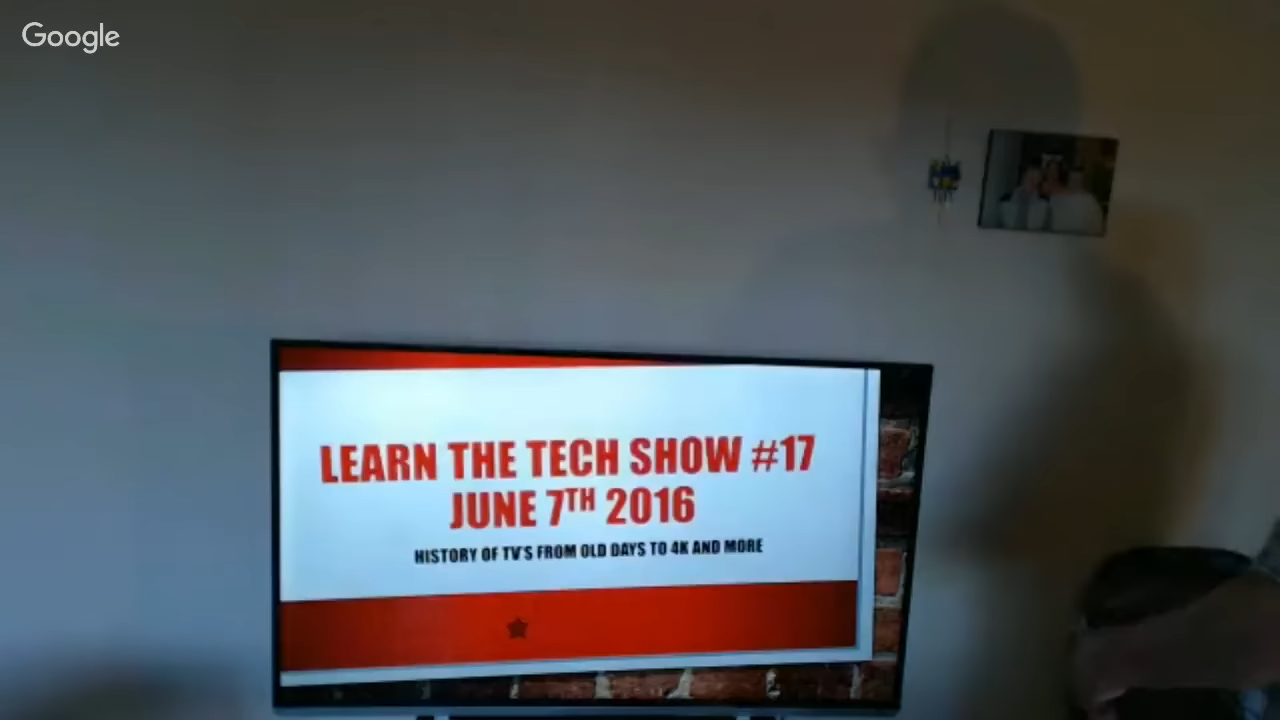 Google
LEARN THE TECH SHOW #17
JUNE 7TH 2016
HISTORY OF TV'S FROM OLD DAYS TO 4K AND MORE